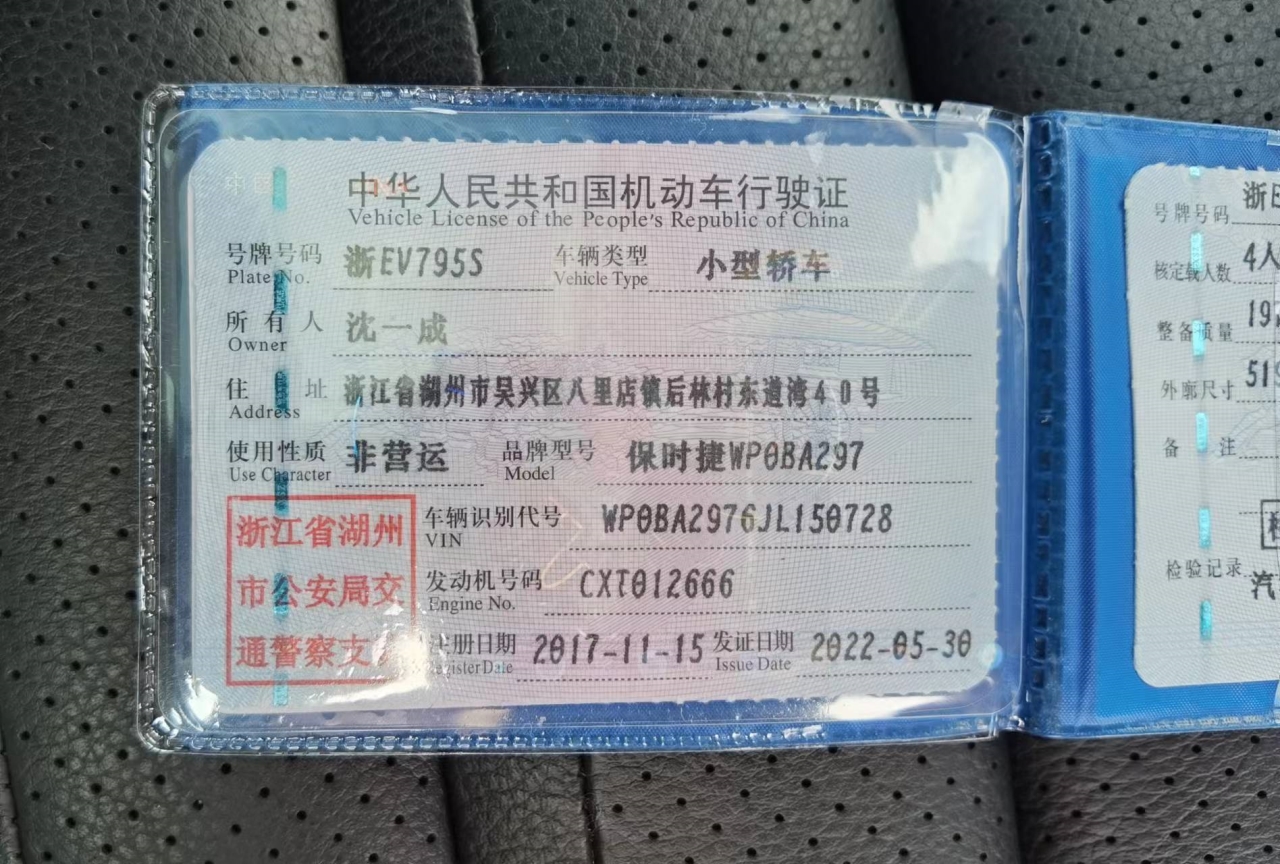 中华人民共和国机动车行驶证
Vehicle License of the People's Republic of China
号牌号码 浙EV795S 车辆类型 小型轿车
Plate No. Vehicle Type
所有人 沈一成
Owner
住址 浙江省湖州市吴兴区八里店镇后林村东道湾40号
Address
使用性质 非营运 品牌型号 保时捷WP0BA297
Use Character Model
车辆识别代号 WP0BA2976JL150728
VIN
发动机号码 CXT012666
Engine No.
注册日期 2017-11-15 发证日期 2022-05-30
Register Date Issue Date
浙江省湖州
市公安局交
通警察支
号牌号码 浙E
核定载人数 4人
整备质量 19
外廓尺寸 51
备注
检验记录
汽